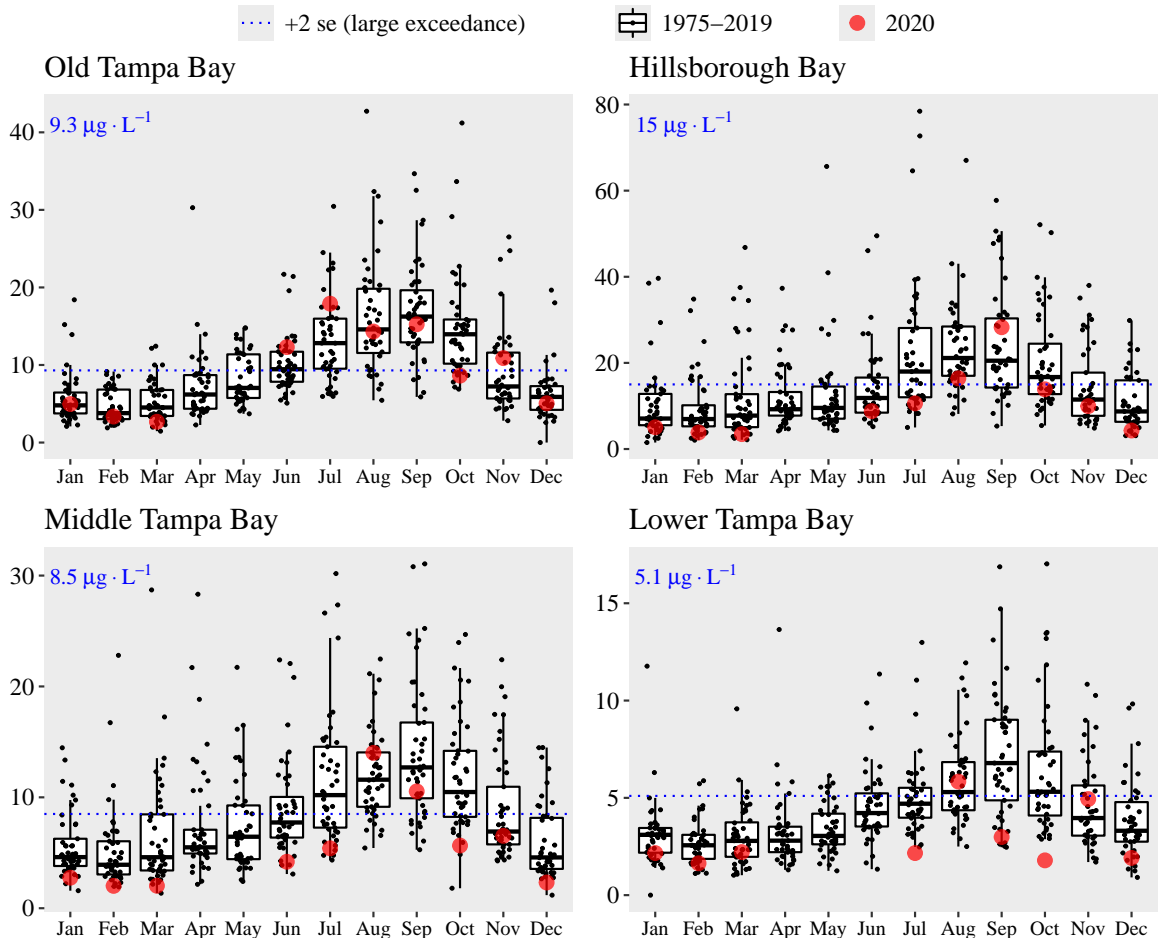 +2 se (large exceedance) 1975–2019 2020
Old Tampa Bay
9.3 μg · L⁻¹
40
30
20
10
0
Jan Feb Mar Apr May Jun Jul Aug Sep Oct Nov Dec
Hillsborough Bay
15 μg · L⁻¹
80
60
40
20
0
Jan Feb Mar Apr May Jun Jul Aug Sep Oct Nov Dec
Middle Tampa Bay
8.5 μg · L⁻¹
30
20
10
0
Jan Feb Mar Apr May Jun Jul Aug Sep Oct Nov Dec
Lower Tampa Bay
5.1 μg · L⁻¹
15
10
5
0
Jan Feb Mar Apr May Jun Jul Aug Sep Oct Nov Dec